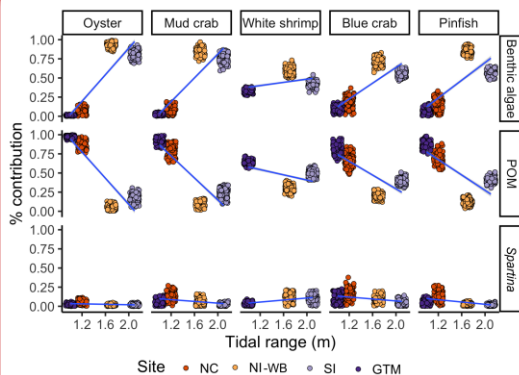 Oyster Mud crab White shrimp Blue crab Pinfish
1.00
0.75
0.50
0.25
0.00
Benthic algae
1.00
0.75
0.50
0.25
0.00
POM
1.00
0.75
0.50
0.25
0.00
Spartina
% contribution
1.2 1.6 2.0 1.2 1.6 2.0 1.2 1.6 2.0 1.2 1.6 2.0 1.2 1.6 2.0
Tidal range (m)
Site NC NI-WB SI GTM